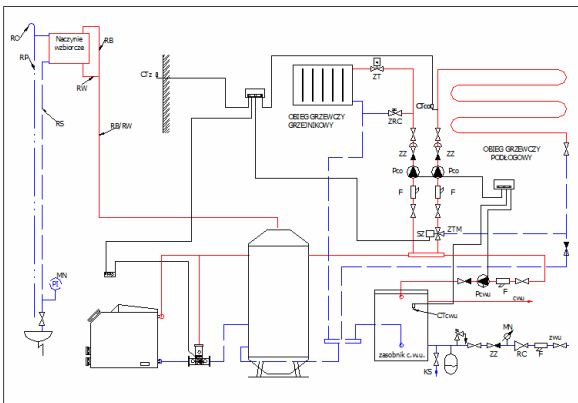 RO
RP
Naczynie
wzbiorcze
RB
RW
RS
RB/RW
CTz
OBIEG GRZEWCZY
GRZEJNIKOWY
ZT
ZRC
CTco
ZZ
ZZ
Pco
Pco
F
F
OBIEG GRZEWCZY
PODŁOGOWY
SZ
ZTM
MN
PI
Pcwu
F
cwu
CTcwu
zasobnik c.w.u.
KS
MN
ZZ
RC
F
zwu